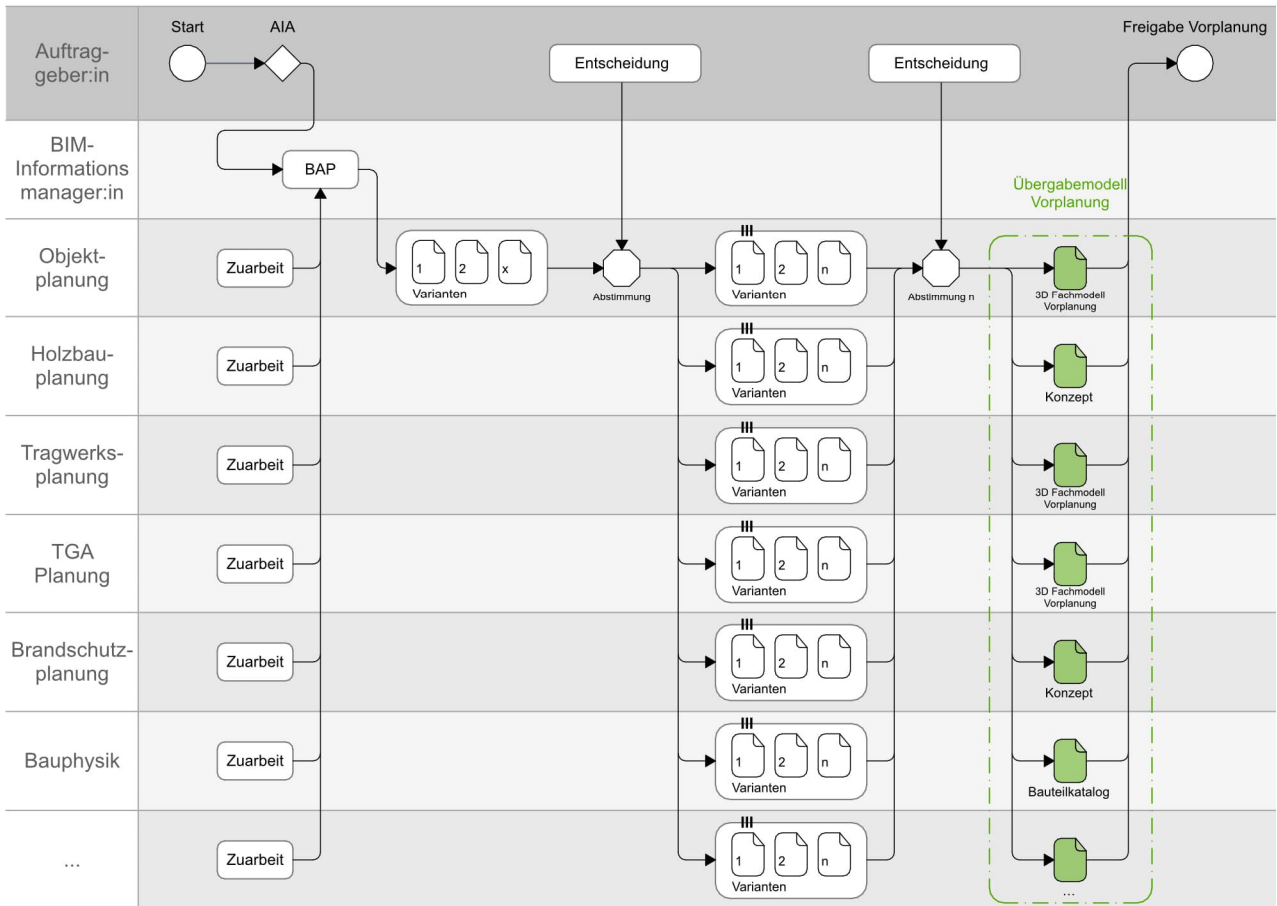 Auftrag-
geber:in
Start
AIA
Entscheidung
Entscheidung
Freigabe Vorplanung
BIM-
Informations
manager:in
BAP
Übergabemodell
Vorplanung
Objekt-
planung
Zuarbeit
1 2 x
Varianten
Abstimmung
1 2 n
Varianten
Abstimmung n
3D Fachmodell
Vorplanung
Holzbau-
planung
Zuarbeit
1 2 n
Varianten
Konzept
Tragwerks-
planung
Zuarbeit
1 2 n
Varianten
3D Fachmodell
Vorplanung
TGA
Planung
Zuarbeit
1 2 n
Varianten
3D Fachmodell
Vorplanung
Brandschutz-
planung
Zuarbeit
1 2 n
Varianten
Konzept
Bauphysik
Zuarbeit
1 2 n
Varianten
Bauteilkatalog
...
Zuarbeit
1 2 n
Varianten
...